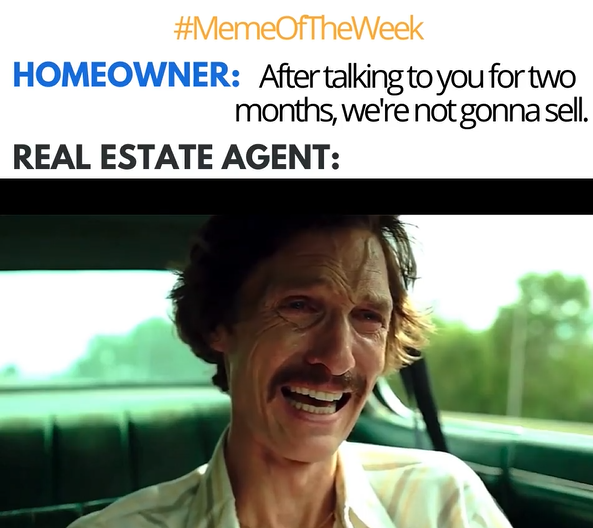 #MemeOfTheWeek
HOMEOWNER: After talking to you for two
months, we're not gonna sell.
REAL ESTATE AGENT: